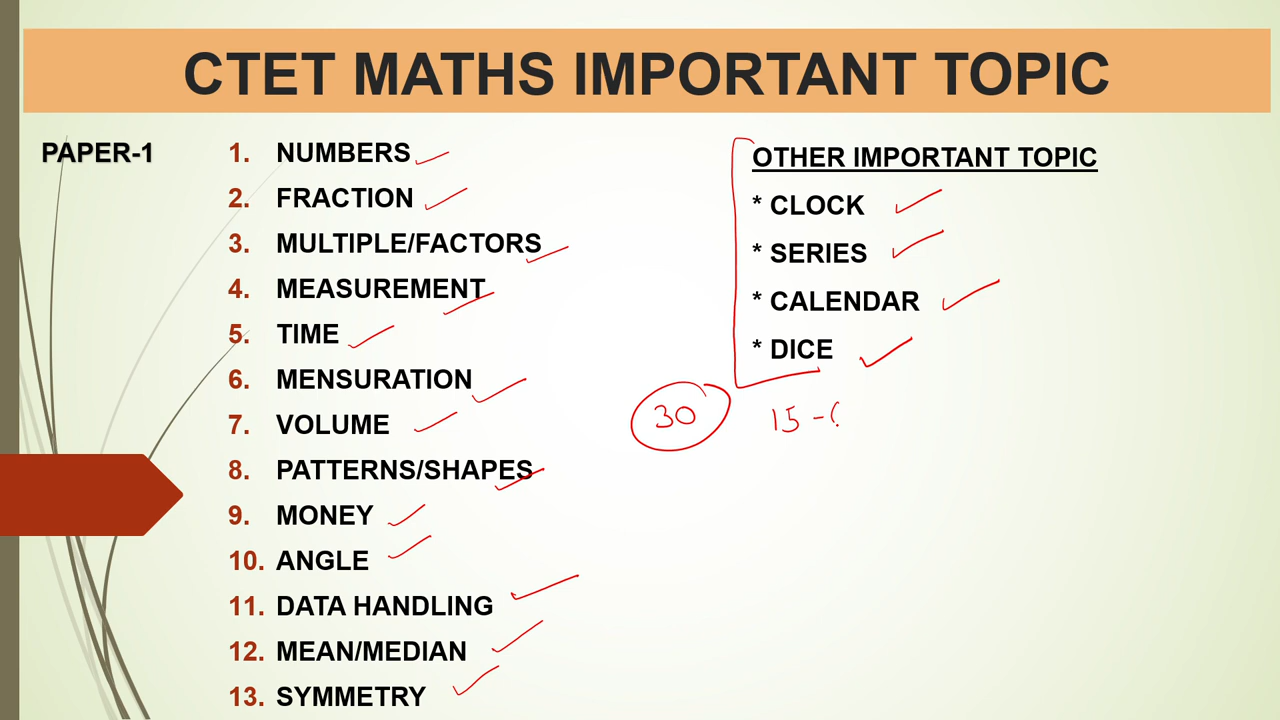 CTET MATHS IMPORTANT TOPIC
PAPER-1
1. NUMBERS
2. FRACTION
3. MULTIPLE/FACTORS
4. MEASUREMENT
5. TIME
6. MENSURATION
7. VOLUME
8. PATTERNS/SHAPES
9. MONEY
10. ANGLE
11. DATA HANDLING
12. MEAN/MEDIAN
13. SYMMETRY
OTHER IMPORTANT TOPIC
* CLOCK
* SERIES
* CALENDAR
* DICE
30
15 -